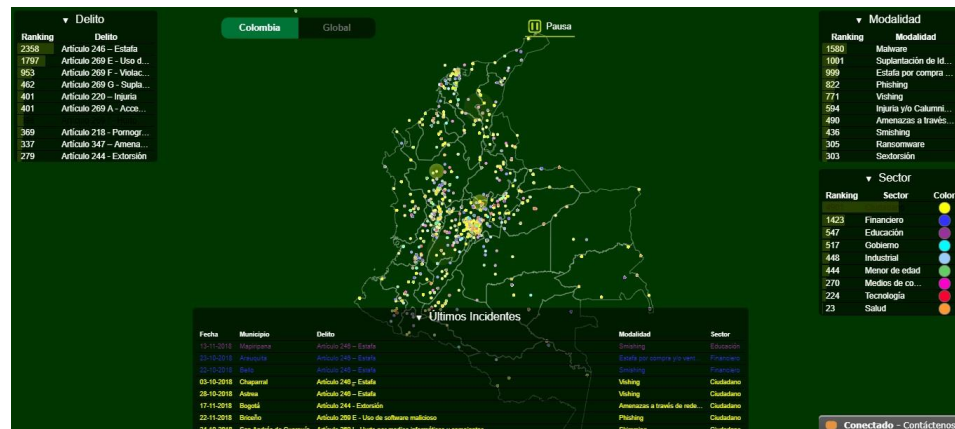 Delito
Ranking Delito
2358 Artículo 246 – Estafa
1797 Artículo 269 E - Uso d...
953 Artículo 269 F - Violac...
462 Artículo 269 G - Supla...
401 Artículo 220 – Injuria
401 Artículo 269 A - Acce...
369 Artículo 218 - Pornogr...
337 Artículo 347 – Amena...
279 Artículo 244 - Extorsión
Colombia Global
Pausa
Modalidad
Ranking Modalidad
1580 Malware
1001 Suplantación de Id...
999 Estafa por compra ...
822 Phishing
771 Vishing
594 Injuria y/o Calumni...
490 Amenazas a través...
436 Smishing
305 Ransomware
303 Sextorsión
Sector
Ranking Sector Color
1423 Financiero
547 Educación
517 Gobierno
448 Industrial
444 Menor de edad
270 Medios de co...
224 Tecnología
23 Salud
Últimos Incidentes
Fecha Municipio Delito Modalidad Sector
13-11-2018 Mapiripana Artículo 246 – Estafa Smishing Educación
23-10-2018 Arauquita Artículo 246 – Estafa Estafa por compra y/o vent... Financiero
22-10-2018 Bello Artículo 246 – Estafa Smishing Financiero
03-10-2018 Chaparral Artículo 246 – Estafa Vishing Ciudadano
28-10-2018 Astrea Artículo 246 – Estafa Vishing Ciudadano
17-11-2018 Bogotá Artículo 244 - Extorsión Amenazas a través de rede... Ciudadano
22-11-2018 Briceño Artículo 269 E - Uso de software malicioso Phishing Ciudadano
Conectado - Contáctenos